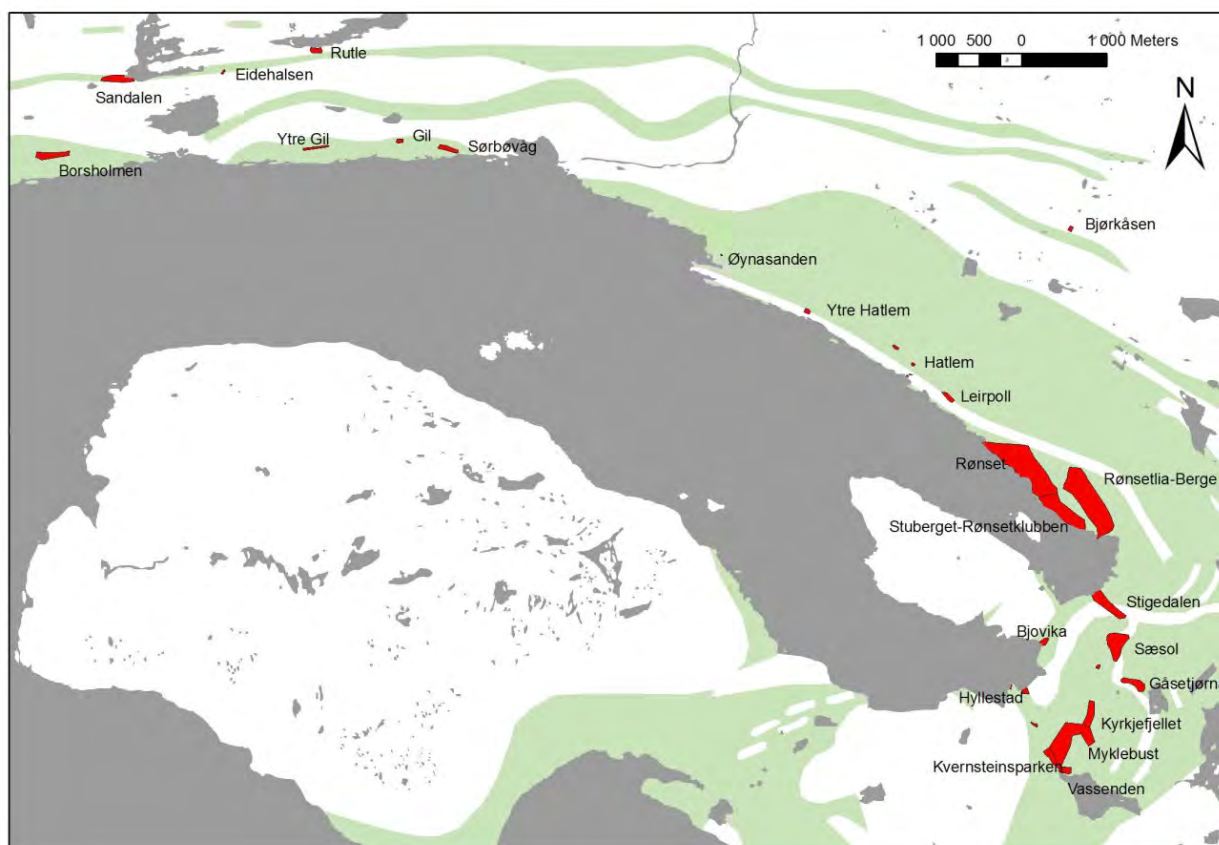 1 000 500 0 1 000 Meters
N
Rutle
Eidehalsen
Sandalen
Ytre Gil
Gil
Sørbøvåg
Borsholmen
Bjørkåsen
Øynasanden
Ytre Hatlem
Hatlem
Leirpoll
Rønset
Rønsetlia-Berge
Stuberget-Rønsetklubben
Stigedalen
Bjovika
Sæsol
Gåsetjørna
Hyllestad
Kyrkjefjellet
Myklebust
Kvernsteinsparken
Vassenden